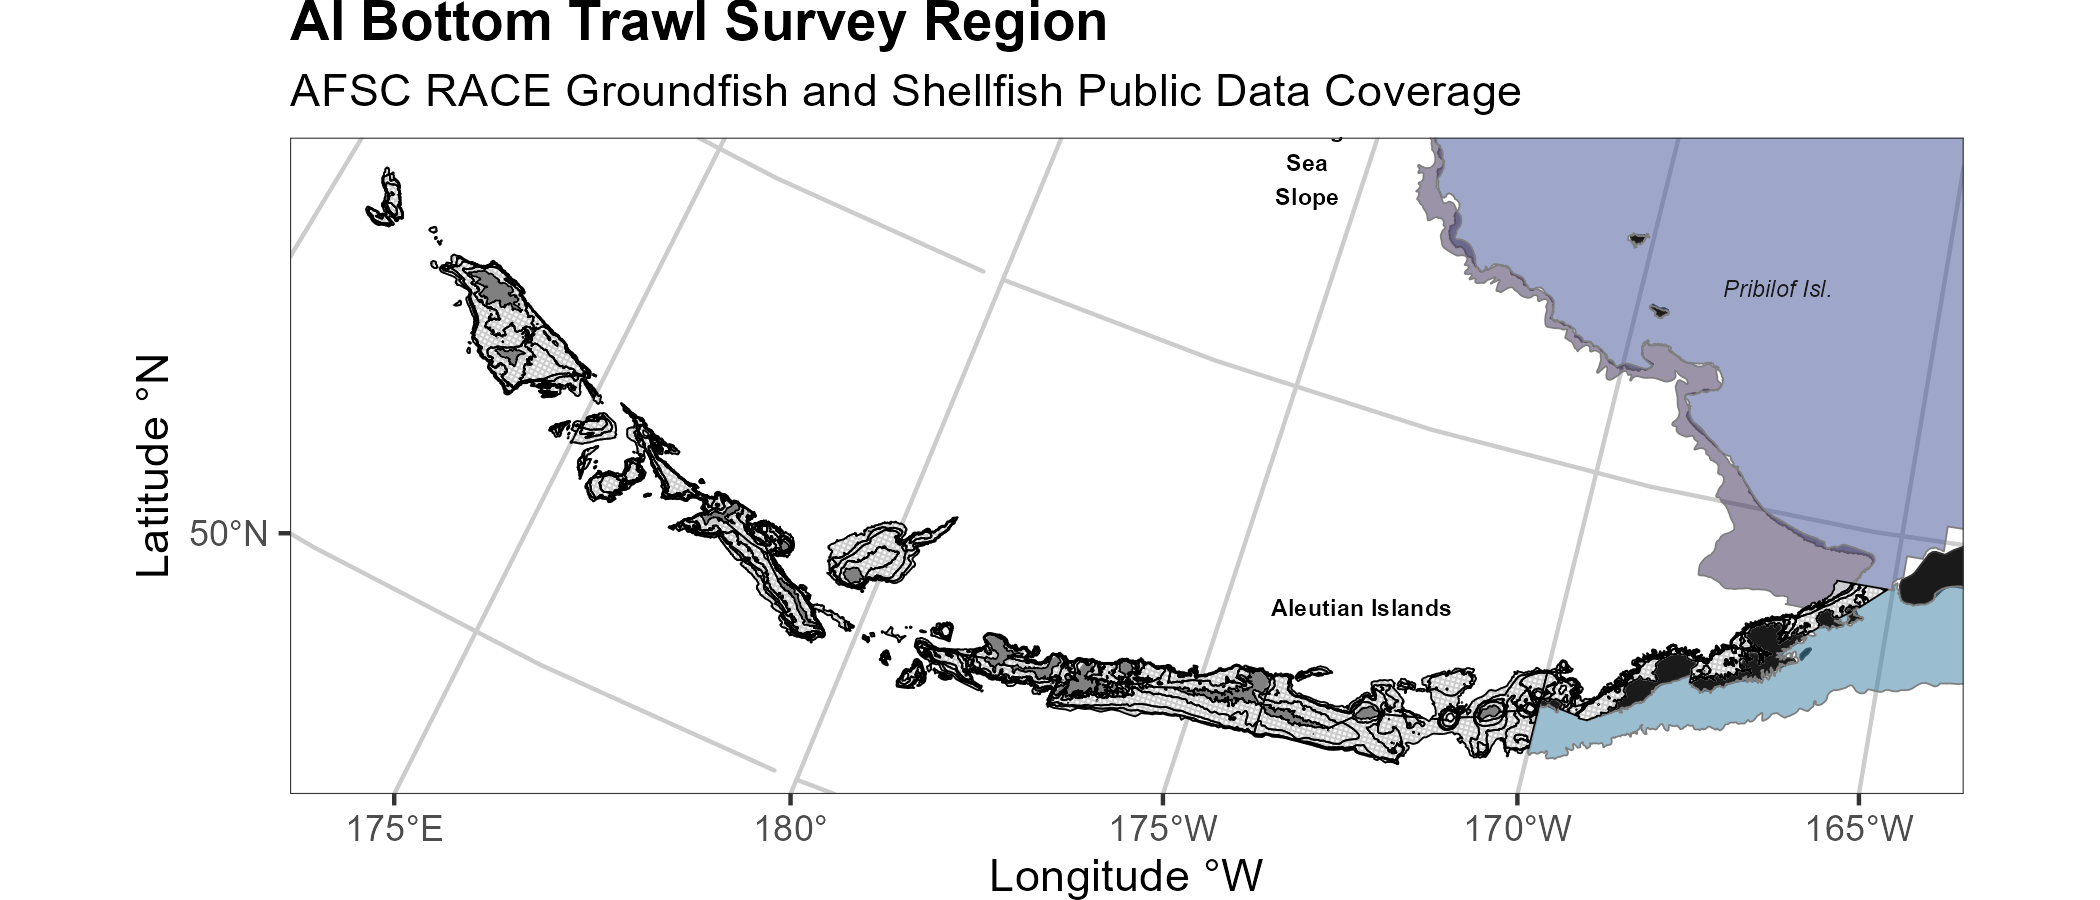 AI Bottom Trawl Survey Region
AFSC RACE Groundfish and Shellfish Public Data Coverage
Sea
Slope
Pribilof Isl.
Aleutian Islands
Latitude °N
50°N
175°E
180°
175°W
170°W
165°W
Longitude °W